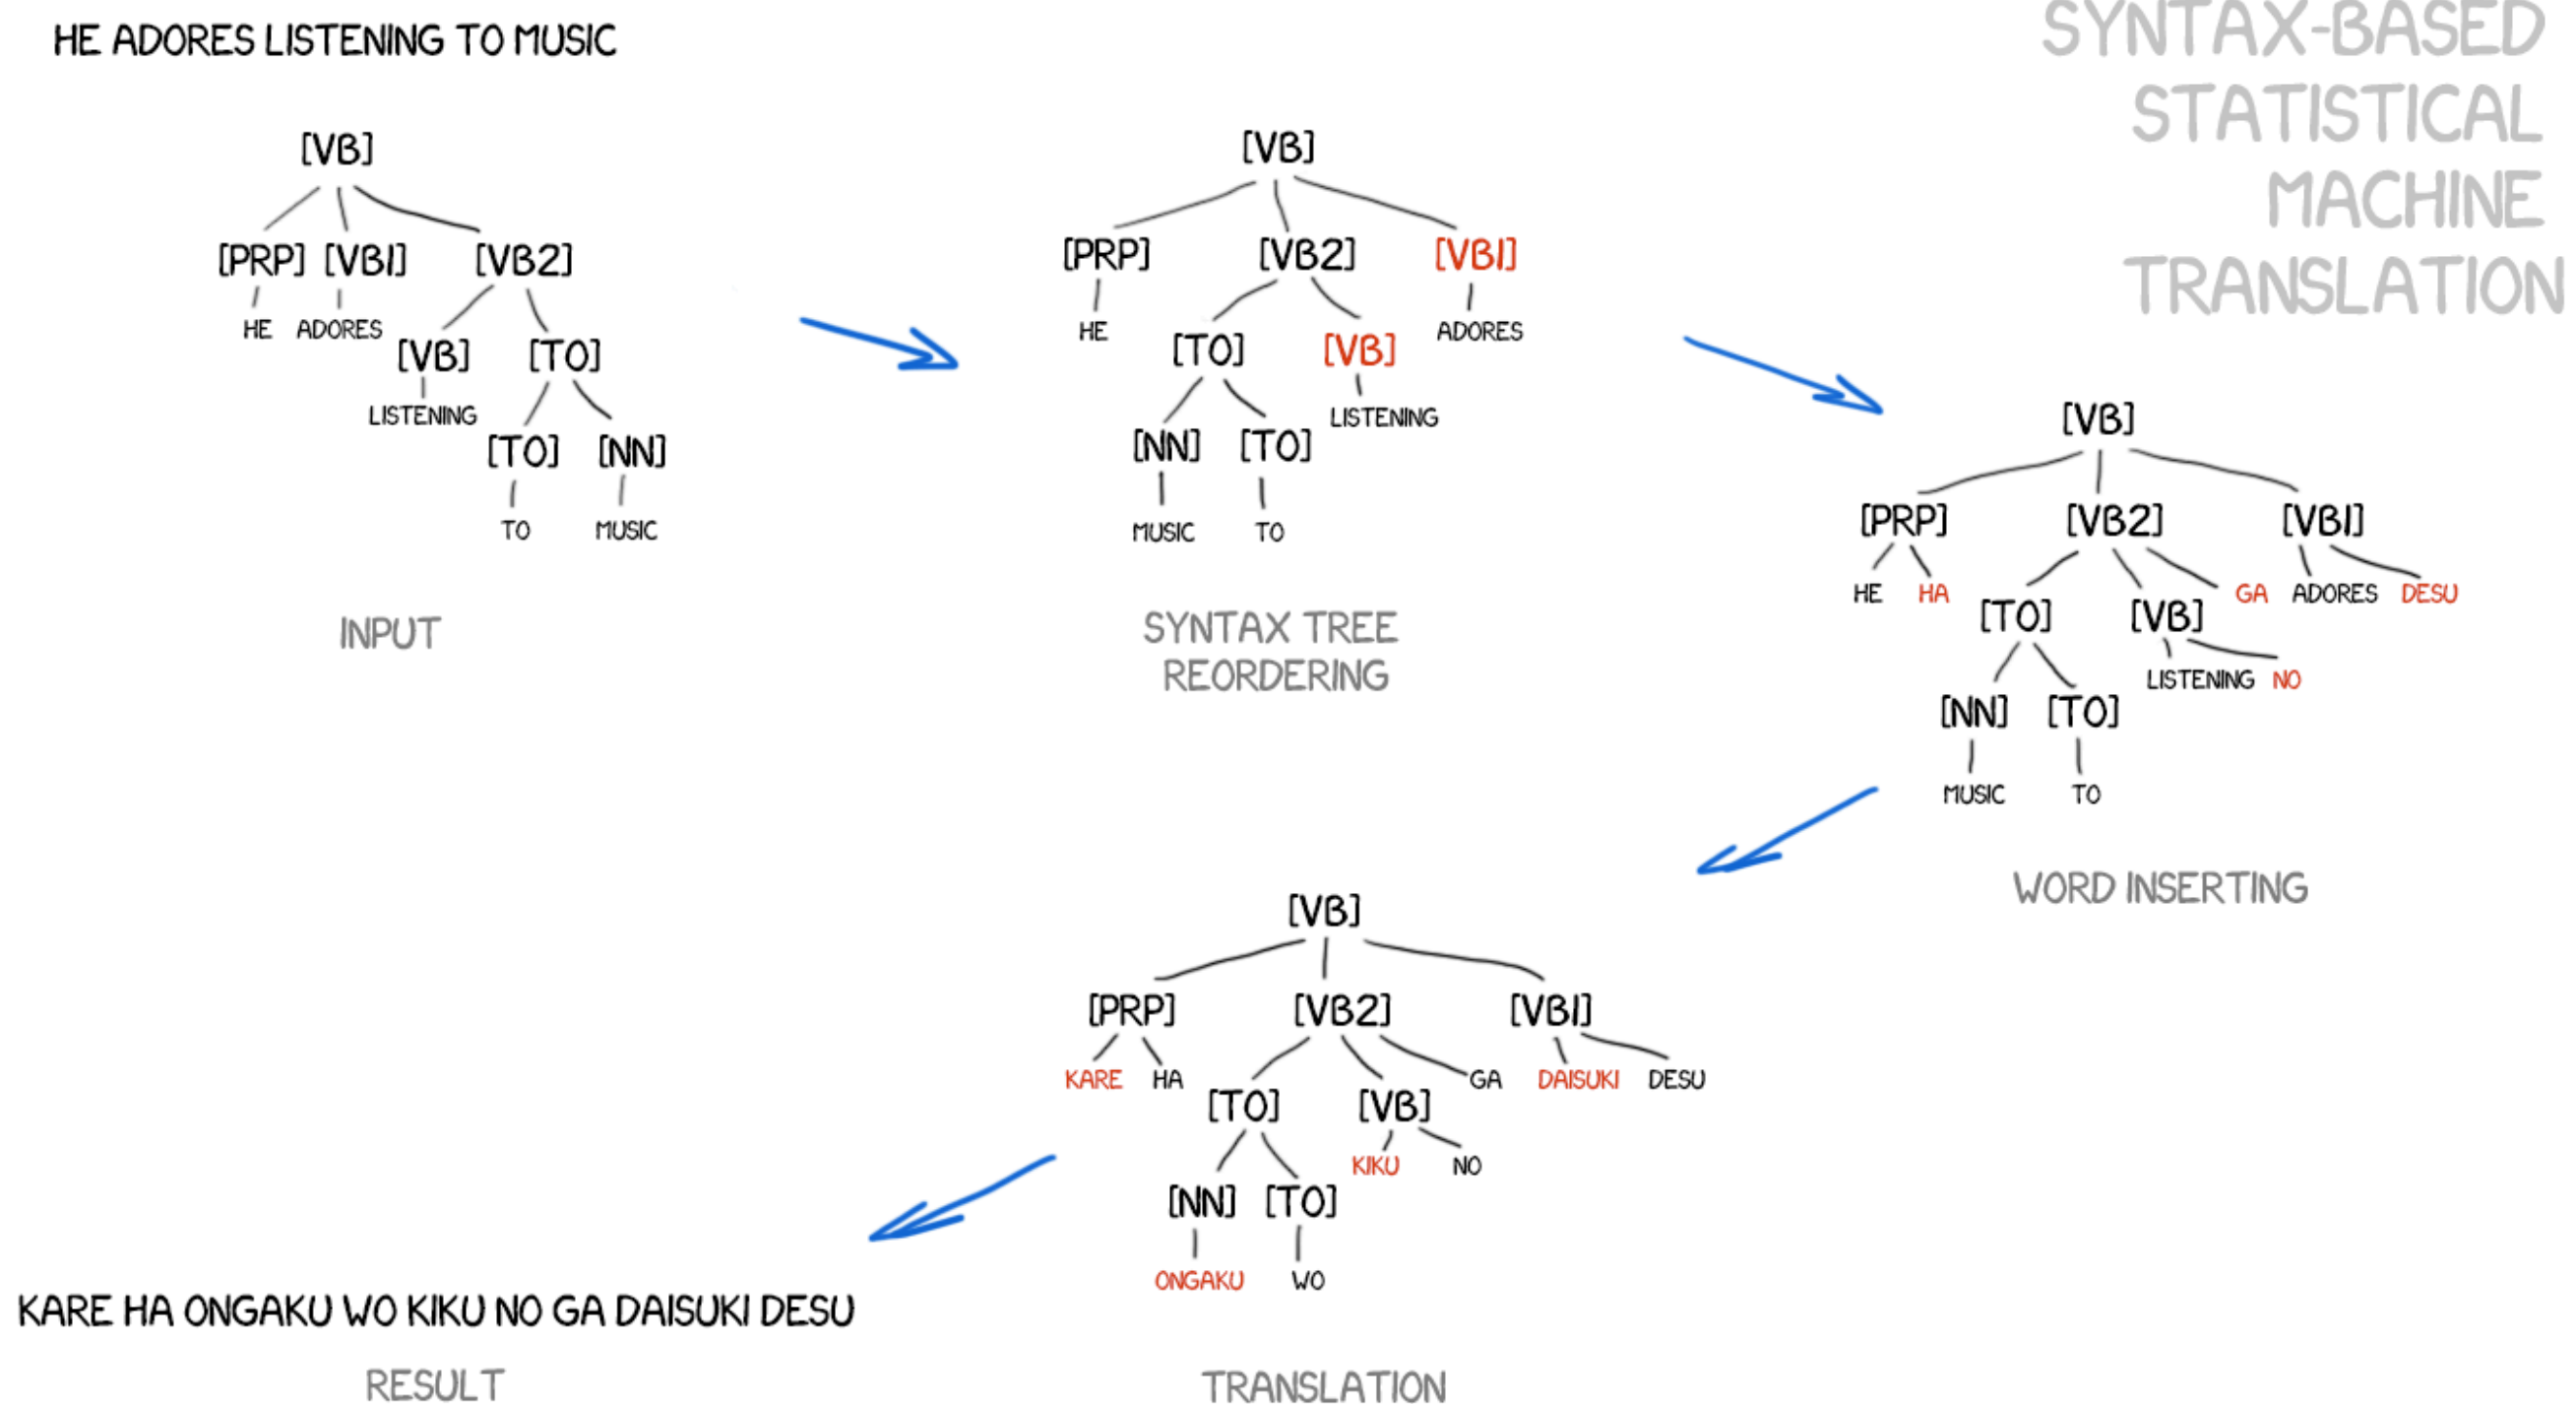 HE ADORES LISTENING TO MUSIC
SYNTAX-BASED
STATISTICAL
MACHINE
TRANSLATION
[VB]
[PRP] [VB1] [VB2]
HE ADORES
[VB] [TO]
LISTENING
[TO] [NN]
TO MUSIC
INPUT
[VB]
[PRP] [VB2] [VB1]
HE ADORES
[TO] [VB]
LISTENING
[NN] [TO]
MUSIC TO
SYNTAX TREE
REORDERING
[VB]
[PRP] [VB2] [VB1]
HE HA GA ADORES DESU
[TO] [VB]
LISTENING NO
[NN] [TO]
MUSIC TO
WORD INSERTING
[VB]
[PRP] [VB2] [VB1]
KARE HA GA DAISUKI DESU
[TO] [VB]
KIKU NO
[NN] [TO]
ONGAKU WO
TRANSLATION
KARE HA ONGAKU WO KIKU NO GA DAISUKI DESU
RESULT